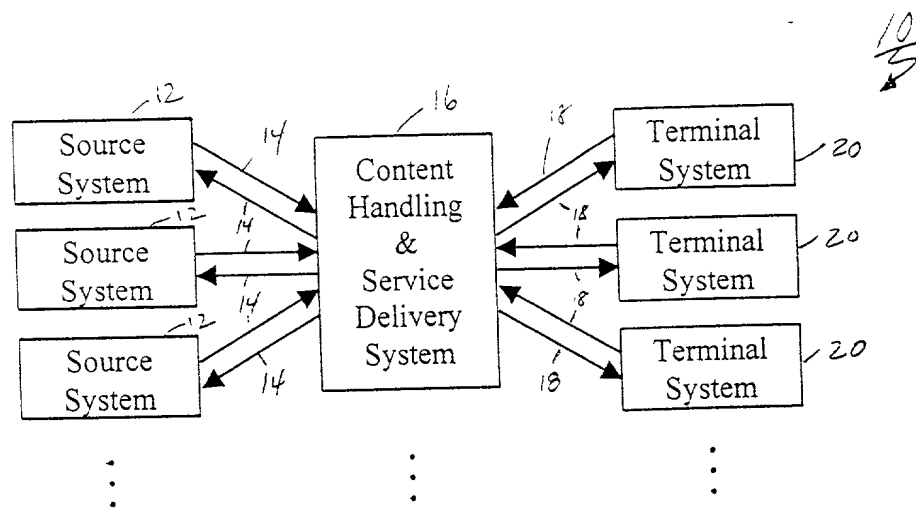 10
12
Source
System
14
14
12
Source
System
14
14
12
Source
System
14
16
Content
Handling
&
Service
Delivery
System
18
18
Terminal
System
20
18
18
Terminal
System
20
18
Terminal
System
20